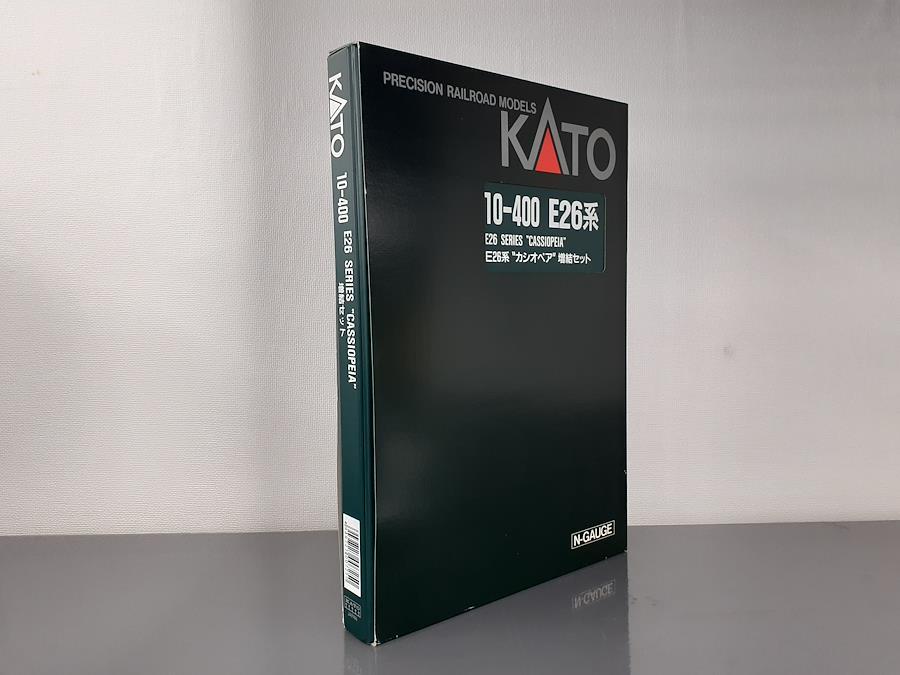 KATO
10-400 E26 SERIES "CASSIOPEIA"
増結セット
PRECISION RAILROAD MODELS
KATO
10-400 E26系
E26 SERIES "CASSIOPEIA"
E26系 "カシオペア" 増結セット
N-GAUGE